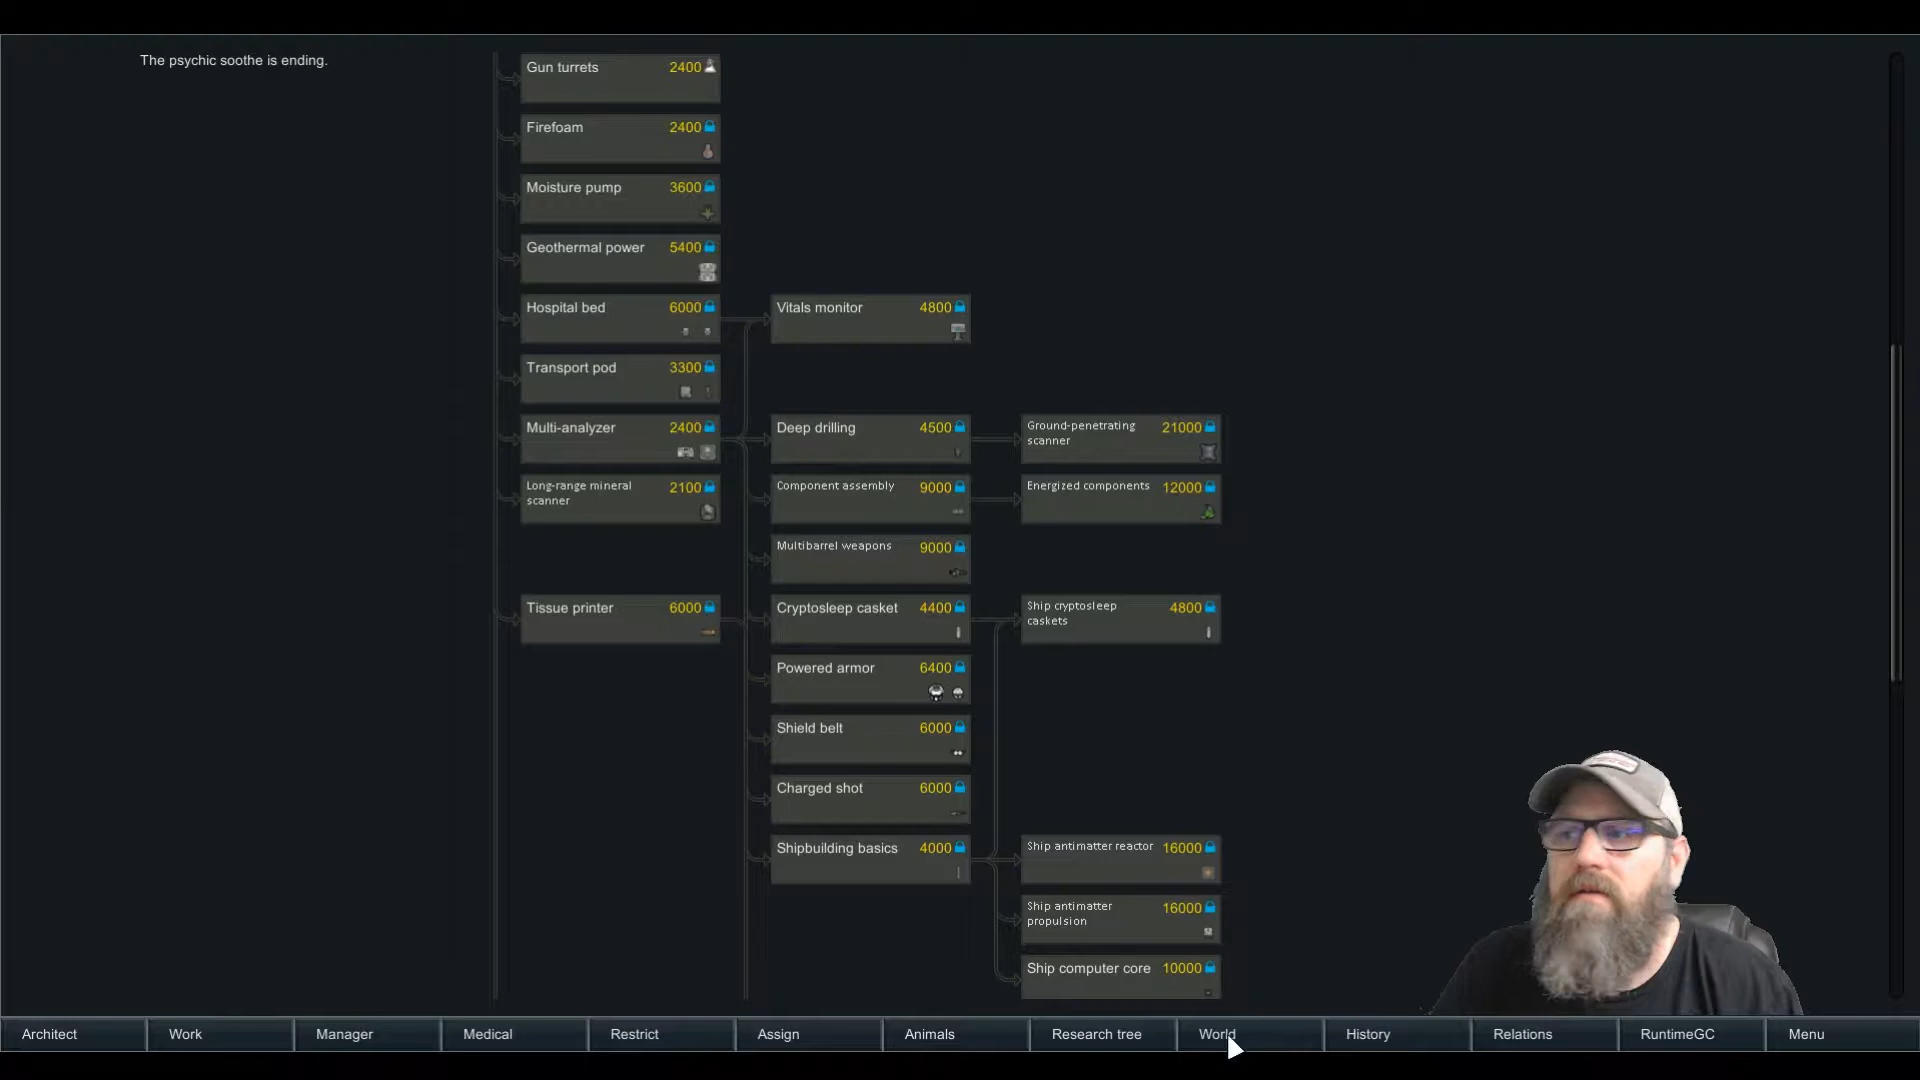 The psychic soothe is ending.
Gun turrets 2400
Firefoam 2400
Moisture pump 3600
Geothermal power 5400
Hospital bed 6000
Vitals monitor 4800
Transport pod 3300
Multi-analyzer 2400
Deep drilling 4500
Ground-penetrating
scanner 21000
Long-range mineral
scanner 2100
Component assembly 9000
Energized components 12000
Multibarrel weapons 9000
Tissue printer 6000
Cryptosleep casket 4400
Ship cryptosleep
caskets 4800
Powered armor 6400
Shield belt 6000
Charged shot 6000
Shipbuilding basics 4000
Ship antimatter reactor 16000
Ship antimatter
propulsion 16000
Ship computer core 10000
Architect Work Manager Medical Restrict Assign Animals Research tree World History Relations RuntimeGC Menu